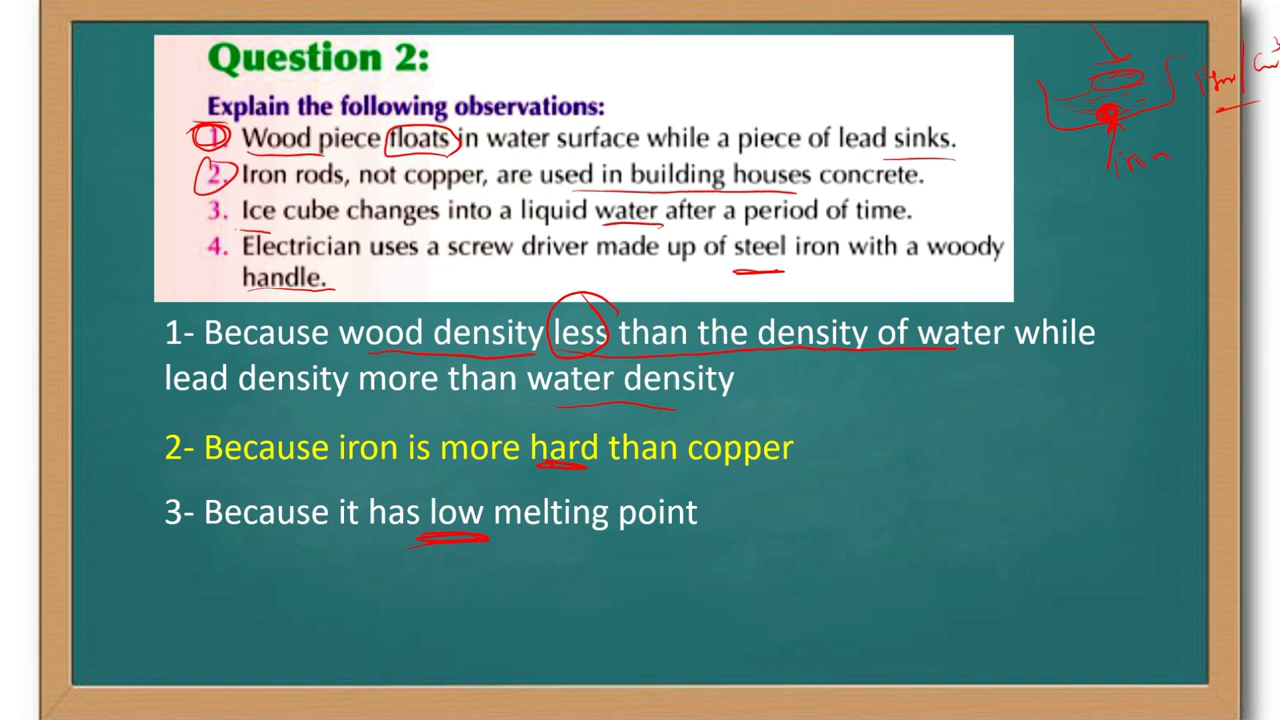 Question 2:
Explain the following observations:
1. Wood piece floats in water surface while a piece of lead sinks.
2. Iron rods, not copper, are used in building houses concrete.
3. Ice cube changes into a liquid water after a period of time.
4. Electrician uses a screw driver made up of steel iron with a woody
handle.
iron
1- Because wood density less than the density of water while
lead density more than water density
2- Because iron is more hard than copper
3- Because it has low melting point